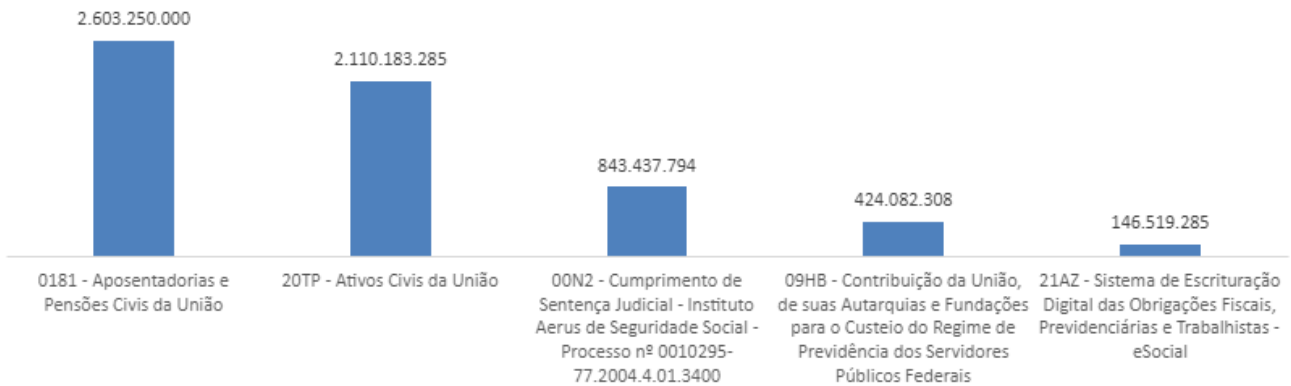 2.603.250.000
2.110.183.285
843.437.794
424.082.308
146.519.285
0181 - Aposentadorias e
Pensões Civis da União
20TP - Ativos Civis da União
00N2 - Cumprimento de
Sentença Judicial - Instituto
Aerus de Seguridade Social -
Processo nº 0010295-
77.2004.4.01.3400
09HB - Contribuição da União,
de suas Autarquias e Fundações
para o Custeio do Regime de
Previdência dos Servidores
Públicos Federais
21AZ - Sistema de Escrituração
Digital das Obrigações Fiscais,
Previdenciárias e Trabalhistas -
eSocial